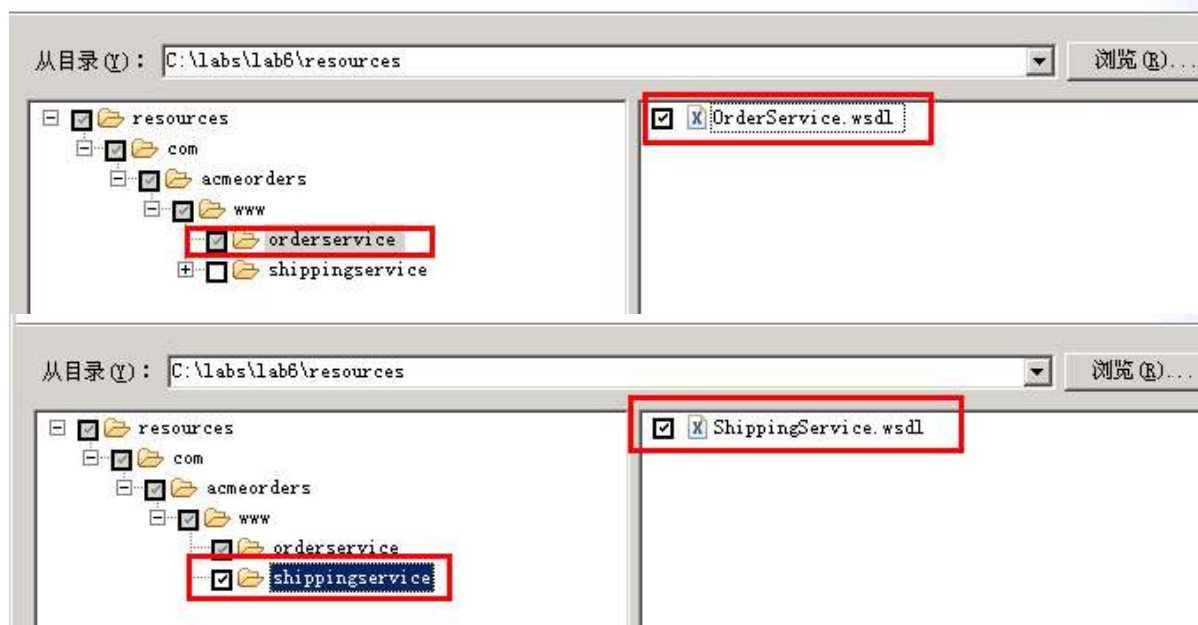 从目录(Y)： C:\labs\lab6\resources 浏览(R)...
resources
com
acmeorders
www
orderservice
shippingservice
OrderService.wsdl
从目录(Y)： C:\labs\lab6\resources 浏览(R)...
resources
com
acmeorders
www
orderservice
shippingservice
ShippingService.wsdl